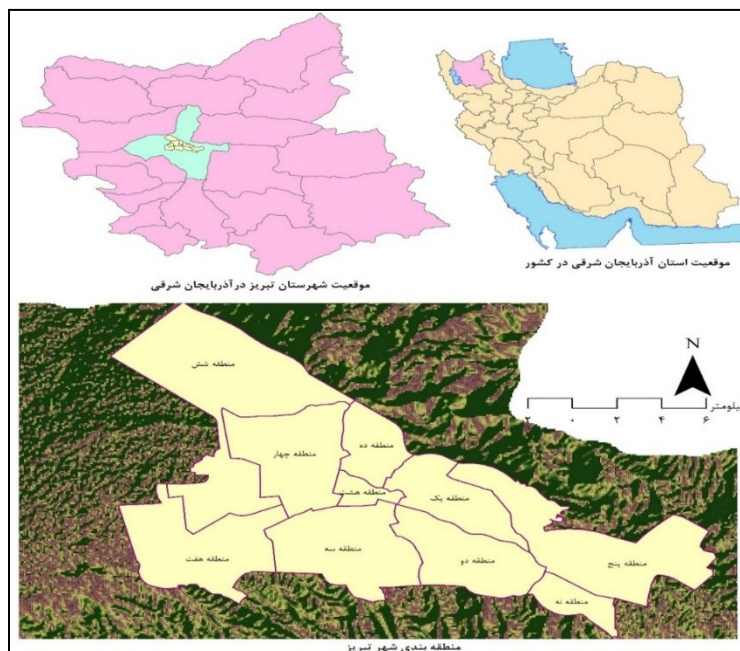 موقعیت استان آذربایجان شرقی در کشور
موقعیت شهرستان تبریز درآذربایجان شرقی
N
۲ ۰ ۲ ۴ ۶
یلومتر
منطقه شش
منطقه ده
منطقه چهار
منطقه هشت
منطقه یک
منطقه هفت
منطقه سه
منطقه دو
منطقه پنج
منطقه نه
منطقه بندی شهر تبریز